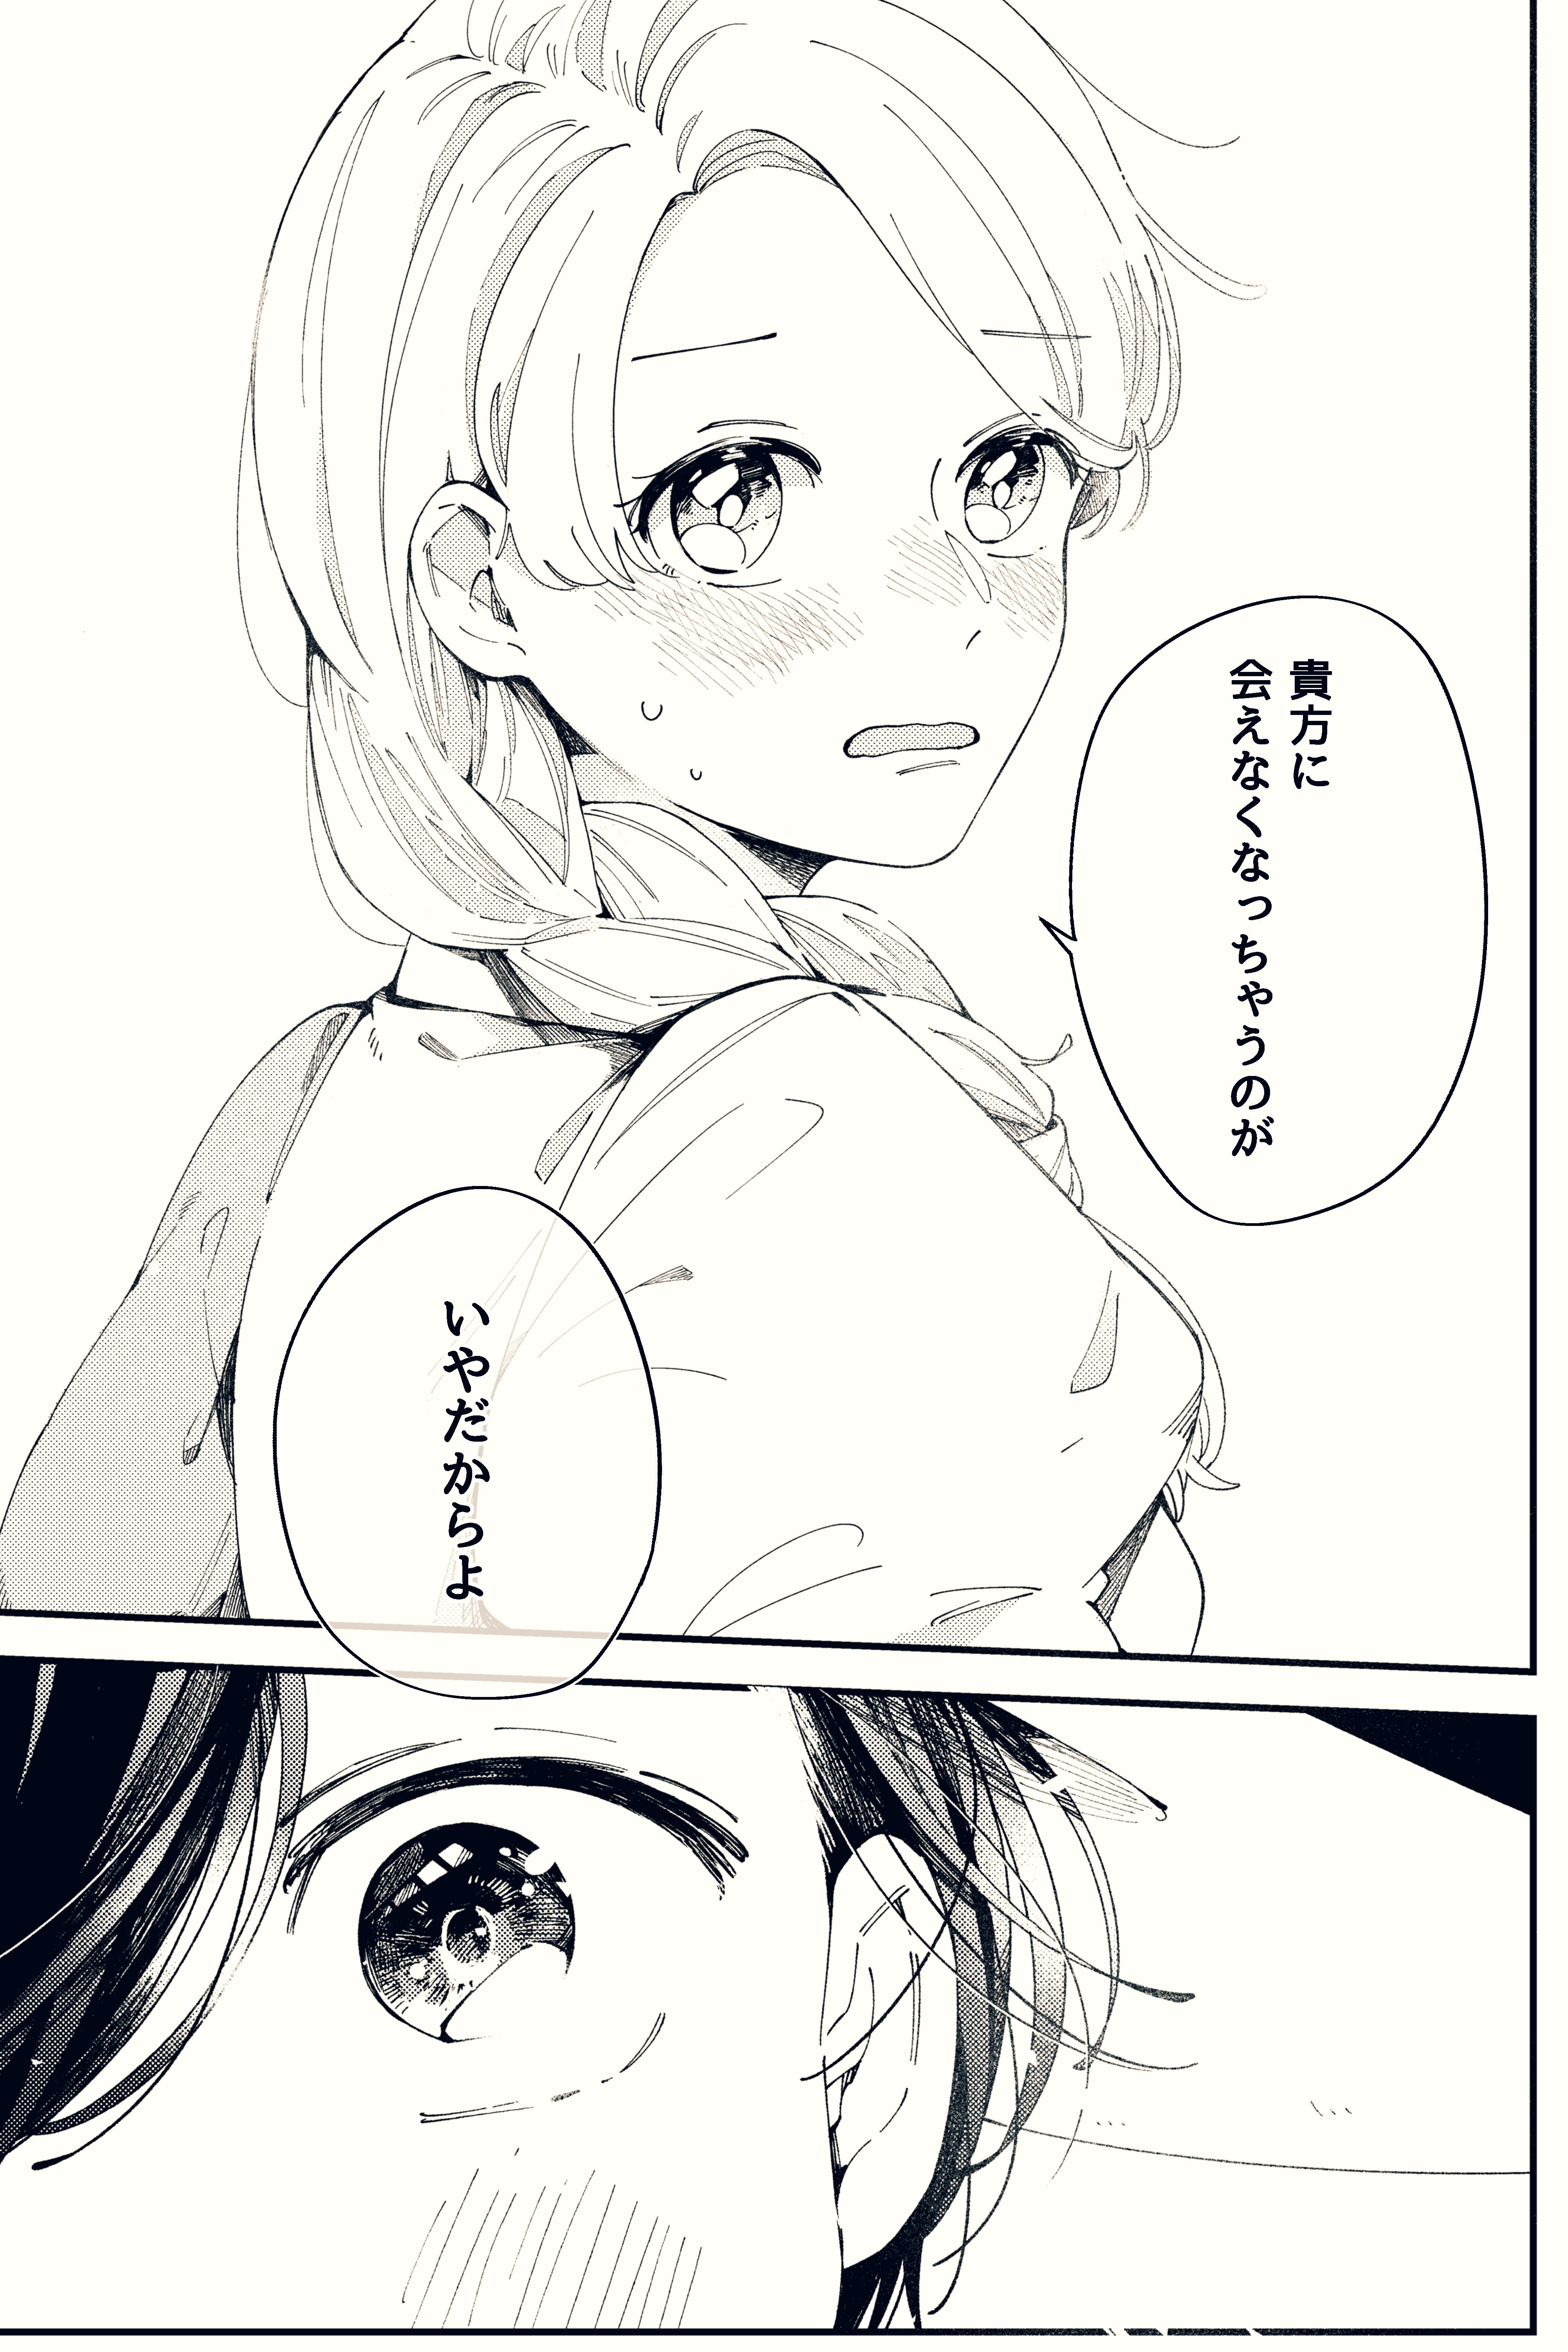 貴方に
会えなくなっちゃうのが
いやだからよ